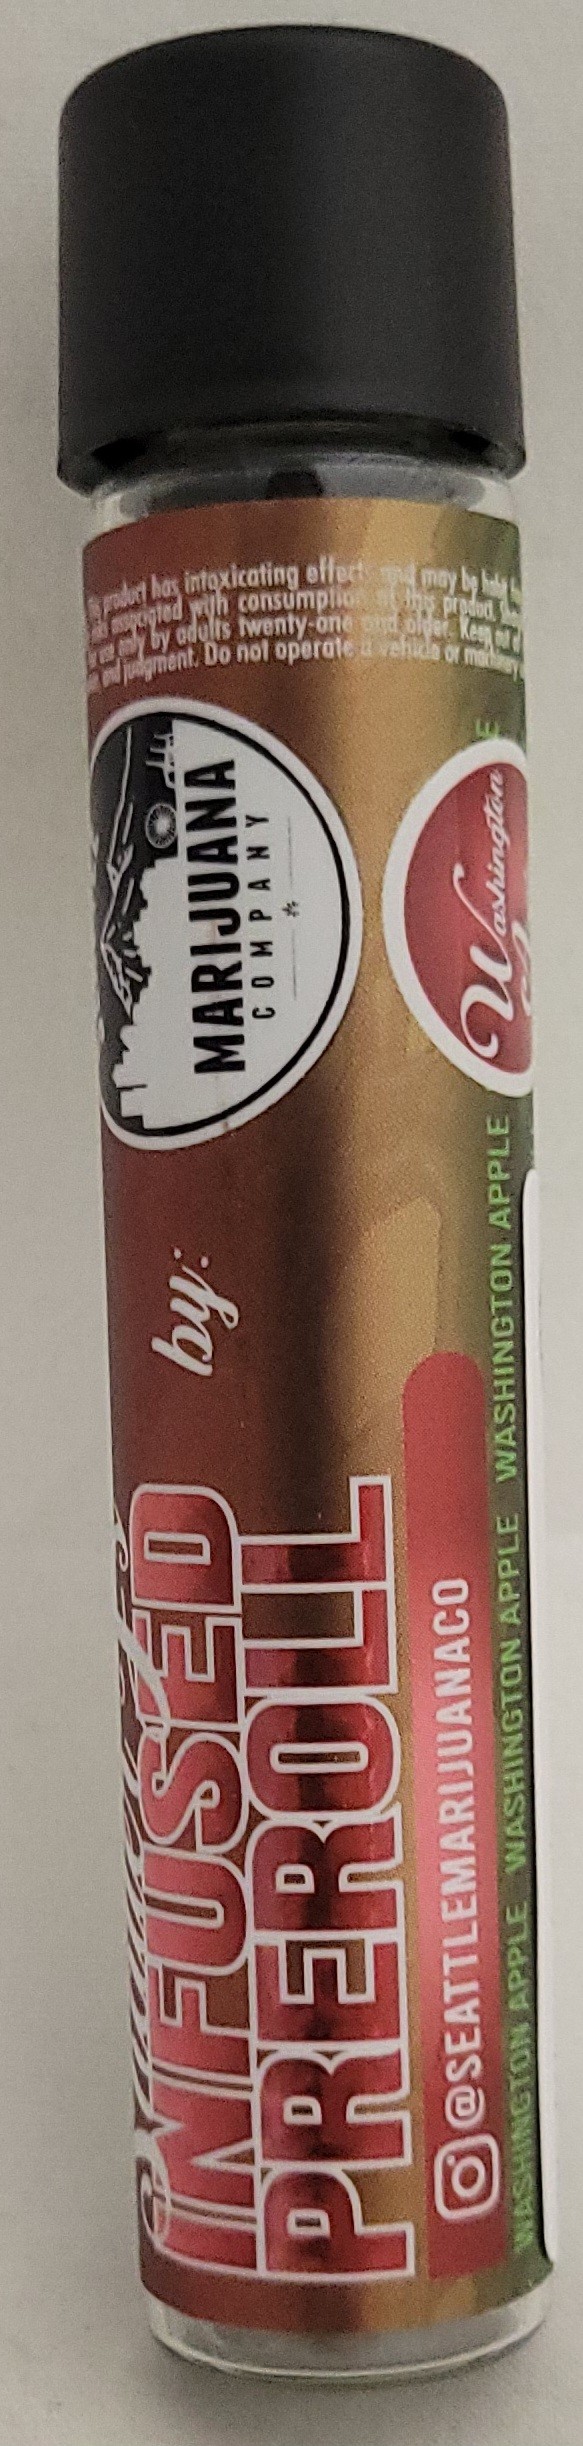 product has intoxicating effects and may be habit
associated with consumption of this product.
use only by adults twenty-one and older. Keep out of
and judgment. Do not operate a vehicle or machinery
MARIJUANA
COMPANY
Washington
by:
INFUSED
PREROLL
@SEATTLEMARIJUANACO
WASHINGTON APPLE WASHINGTON APPLE WASHINGTON APPLE